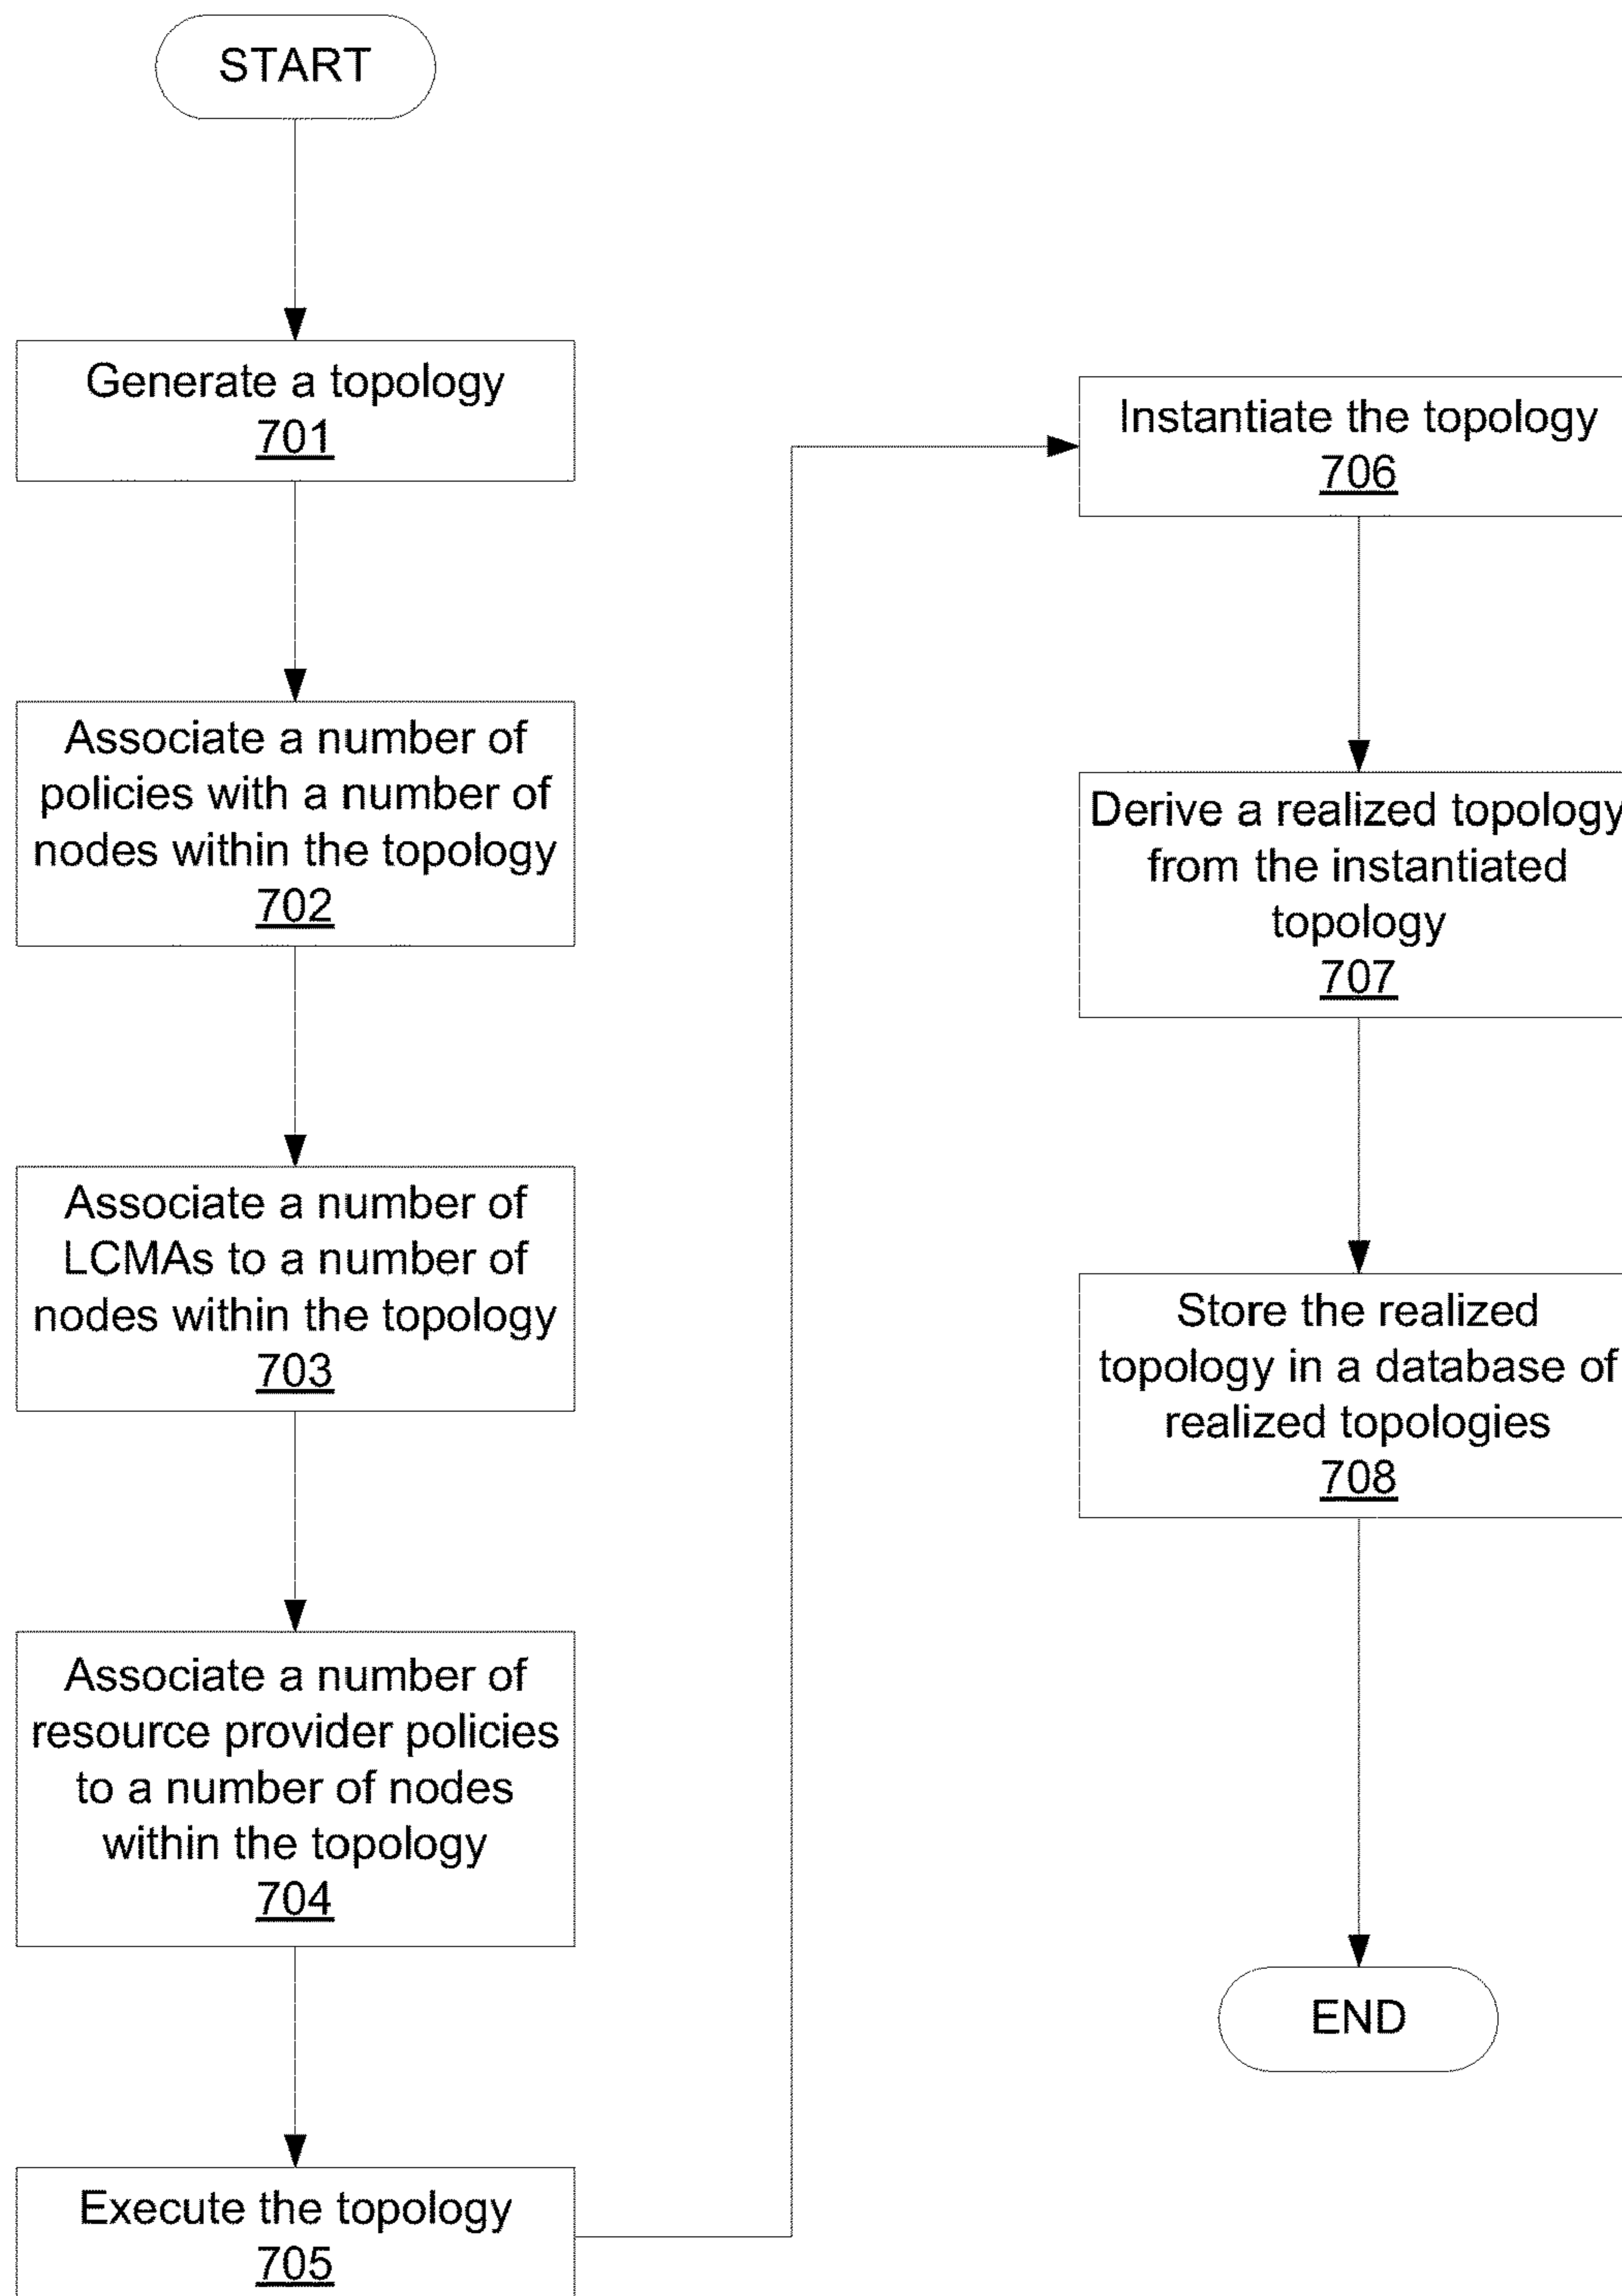 START
Generate a topology
701
Associate a number of
policies with a number of
nodes within the topology
702
Associate a number of
LCMAs to a number of
nodes within the topology
703
Associate a number of
resource provider policies
to a number of nodes
within the topology
704
Execute the topology
705
Instantiate the topology
706
Derive a realized topology
from the instantiated
topology
707
Store the realized
topology in a database of
realized topologies
708
END